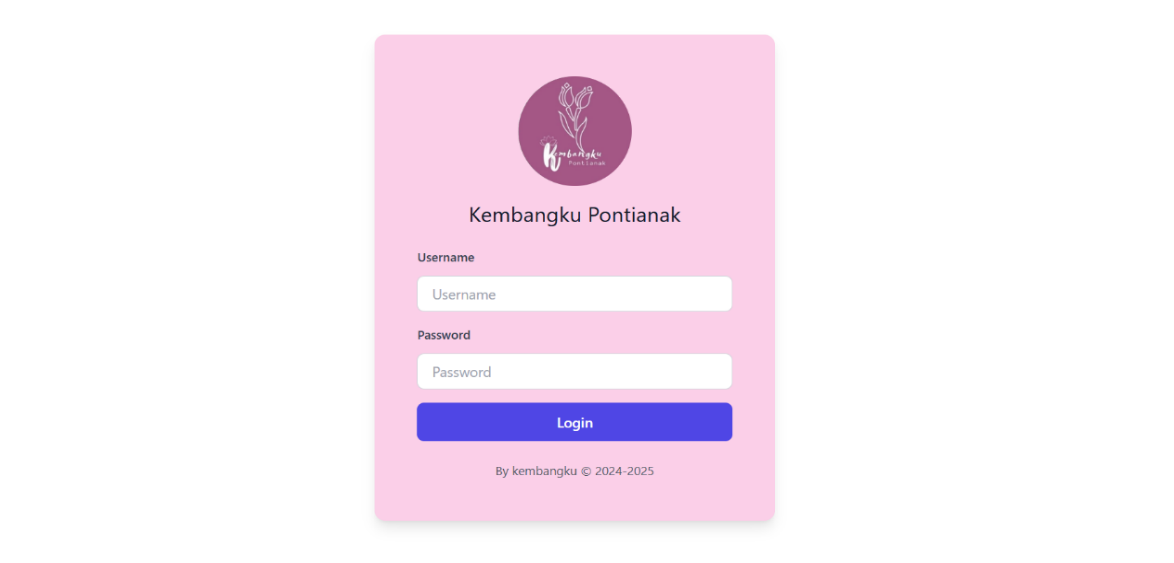 Kembangku
Pontianak
Kembangku Pontianak
Username
Username
Password
Password
Login
By kembangku © 2024-2025